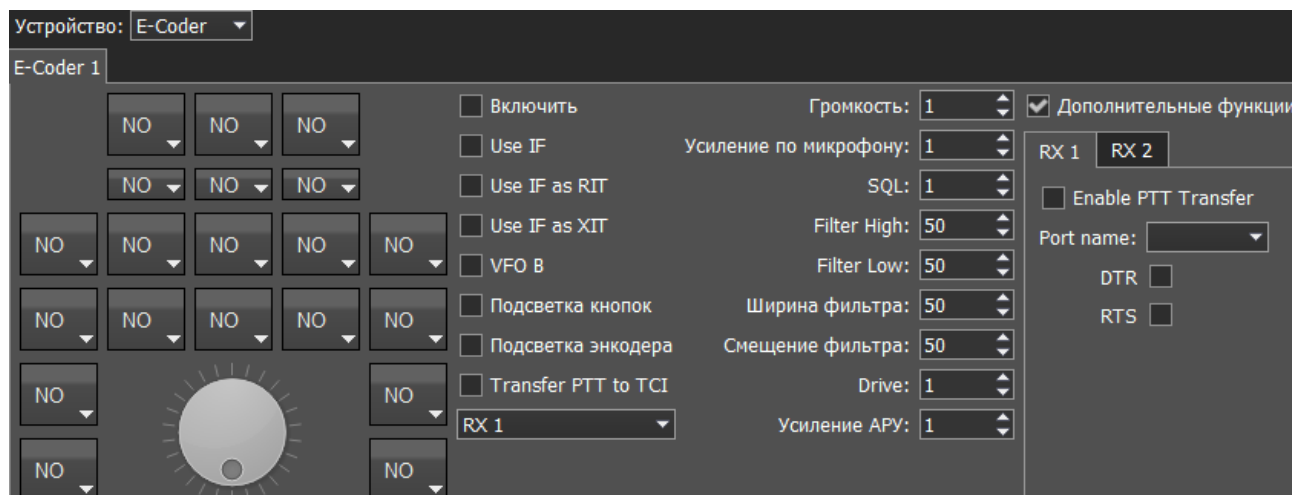 Устройство: E-Coder
E-Coder 1
NO NO NO
NO NO NO
NO NO NO NO NO
NO NO NO NO NO
NO NO
NO NO
Включить
Use IF
Use IF as RIT
Use IF as XIT
VFO B
Подсветка кнопок
Подсветка энкодера
Transfer PTT to TCI
RX 1
Громкость: 1
Усиление по микрофону: 1
SQL: 1
Filter High: 50
Filter Low: 50
Ширина фильтра: 50
Смещение фильтра: 50
Drive: 1
Усиление АРУ: 1
Дополнительные функции
RX 1 RX 2
Enable PTT Transfer
Port name:
DTR
RTS